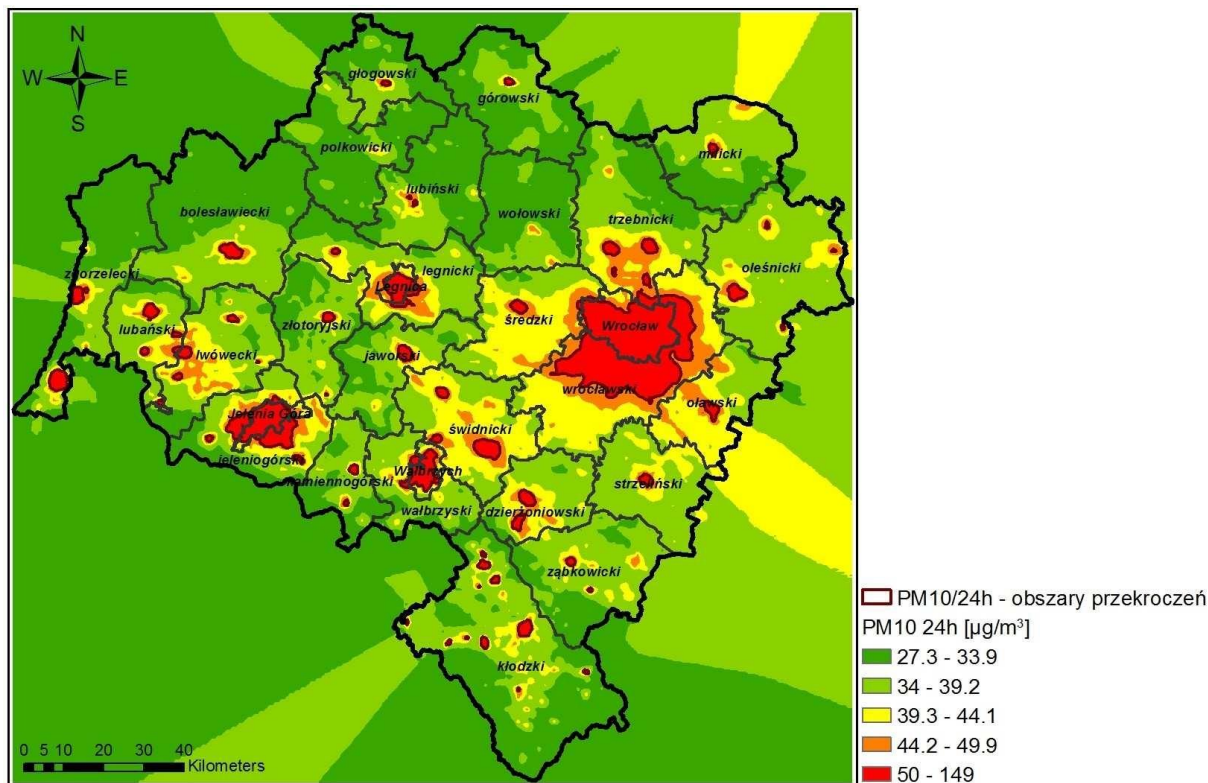 N
W E
S
głogowski
górowski
polkowicki
milicki
lubiński
bolesławiecki
wołowski
trzebnicki
zgorzelecki
legnicki
oleśnicki
Legnica
lubański
złotoryjski
średzki
Wrocław
lwówecki
jaworski
wrocławski
oławski
Jelenia Góra
świdnicki
jeleniogórski
kamiennogórski
Wałbrzych
strzeliński
wałbrzyski
dzierżoniowski
ząbkowicki
kłodzki
0 5 10 20 30 40
Kilometers
PM10/24h - obszary przekroczeń
PM10 24h [µg/m³]
27.3 - 33.9
34 - 39.2
39.3 - 44.1
44.2 - 49.9
50 - 149